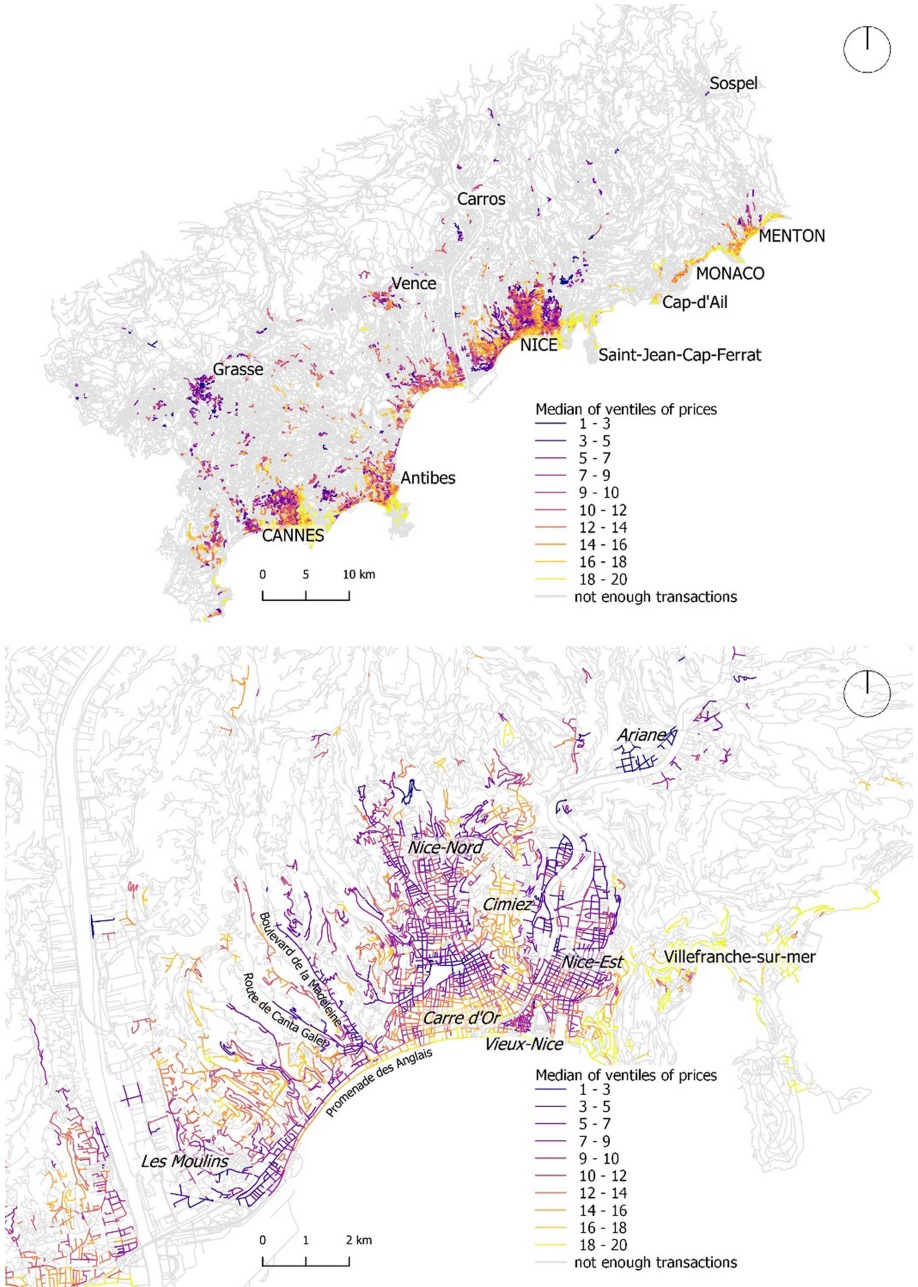 Sospel
Carros
MENTON
MONACO
Vence
Cap-d'Ail
NICE
Saint-Jean-Cap-Ferrat
Grasse
Antibes
CANNES
0 5 10 km
Median of ventiles of prices
1 - 3
3 - 5
5 - 7
7 - 9
9 - 10
10 - 12
12 - 14
14 - 16
16 - 18
18 - 20
not enough transactions
Ariane
Nice-Nord
Cimiez
Boulevard de la Madeleine
Nice-Est
Villefranche-sur-mer
Route de Canta Galet
Carre d'Or
Vieux-Nice
Promenade des Anglais
Les Moulins
0 1 2 km
Median of ventiles of prices
1 - 3
3 - 5
5 - 7
7 - 9
9 - 10
10 - 12
12 - 14
14 - 16
16 - 18
18 - 20
not enough transactions